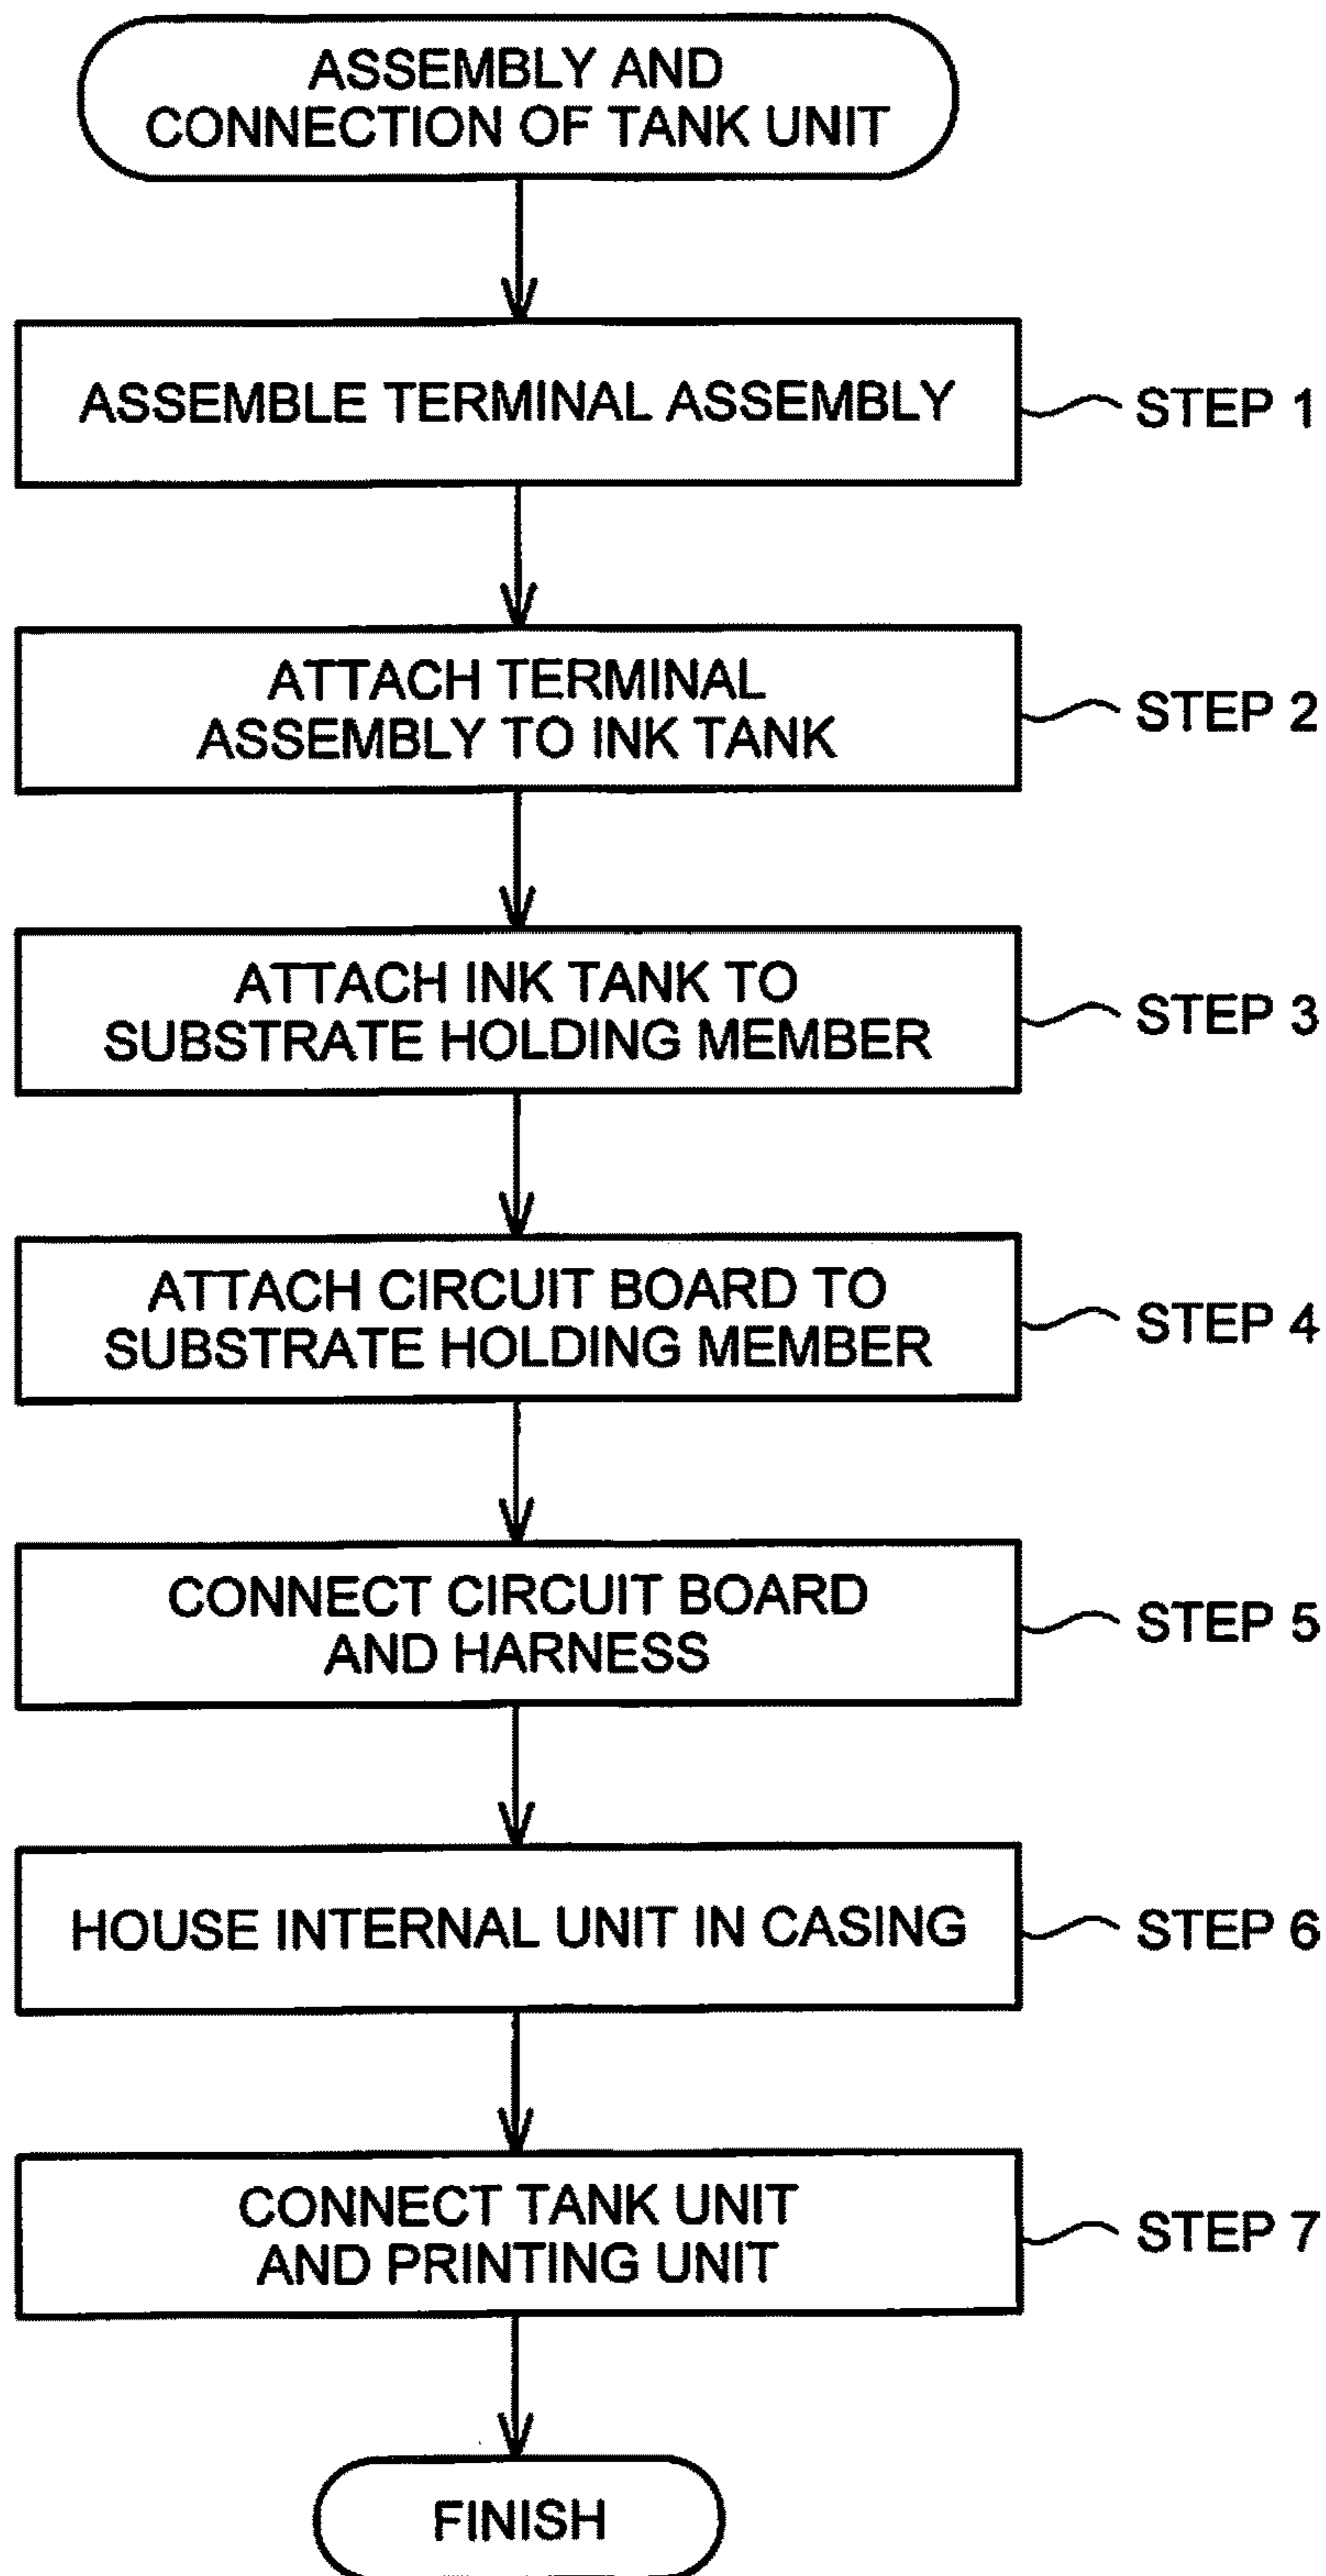 ASSEMBLY AND
CONNECTION OF TANK UNIT
ASSEMBLE TERMINAL ASSEMBLY
STEP 1
ATTACH TERMINAL
ASSEMBLY TO INK TANK
STEP 2
ATTACH INK TANK TO
SUBSTRATE HOLDING MEMBER
STEP 3
ATTACH CIRCUIT BOARD TO
SUBSTRATE HOLDING MEMBER
STEP 4
CONNECT CIRCUIT BOARD
AND HARNESS
STEP 5
HOUSE INTERNAL UNIT IN CASING
STEP 6
CONNECT TANK UNIT
AND PRINTING UNIT
STEP 7
FINISH